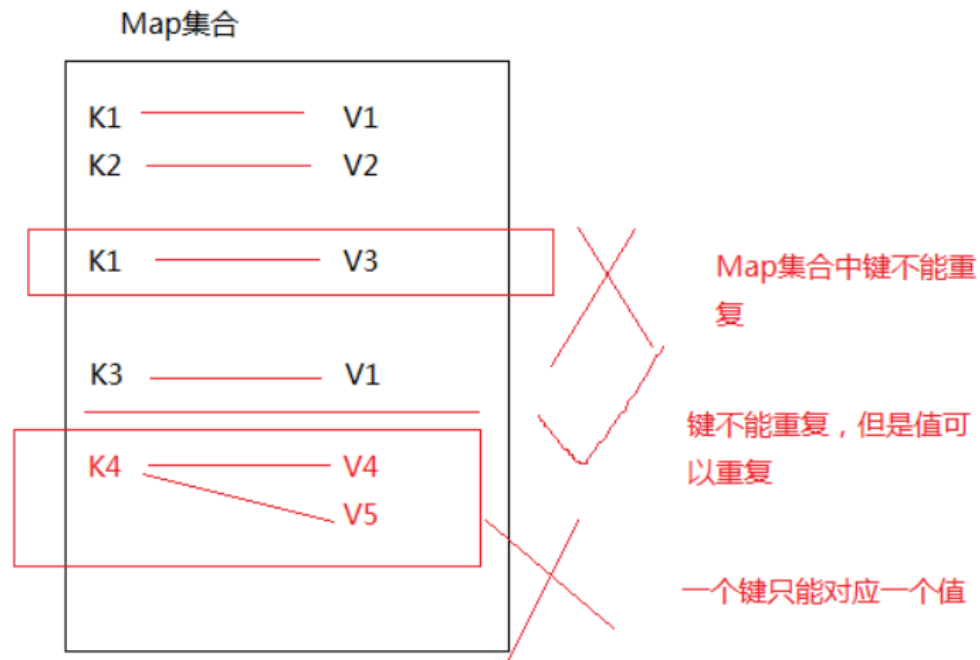 Map集合
K1 V1
K2 V2
K1 V3
Map集合中键不能重
复
K3 V1
键不能重复，但是值可
以重复
K4 V4
V5
一个键只能对应一个值